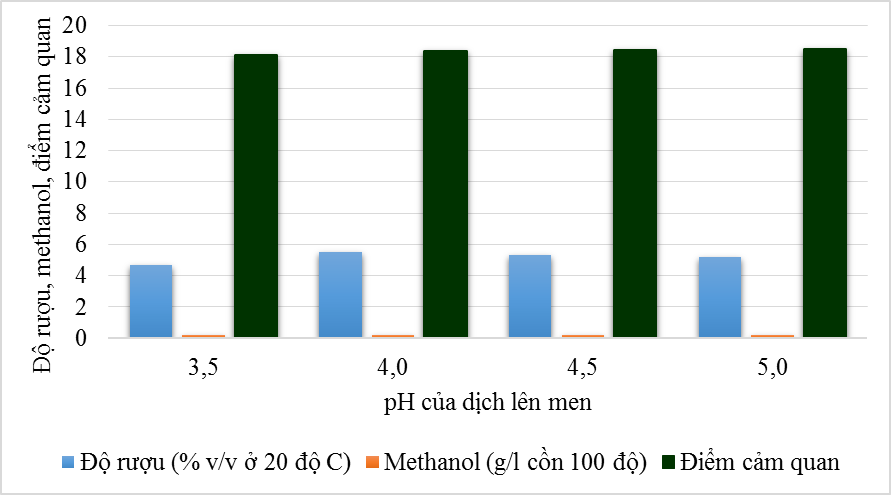 Độ rượu, methanol, điểm cảm quan
20
18
16
14
12
10
8
6
4
2
0
3,5 4,0 4,5 5,0
pH của dịch lên men
Độ rượu (% v/v ở 20 độ C) Methanol (g/l cồn 100 độ) Điểm cảm quan